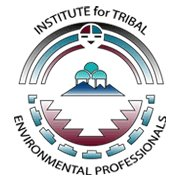 INSTITUTE for TRIBAL
ENVIRONMENTAL PROFESSIONALS